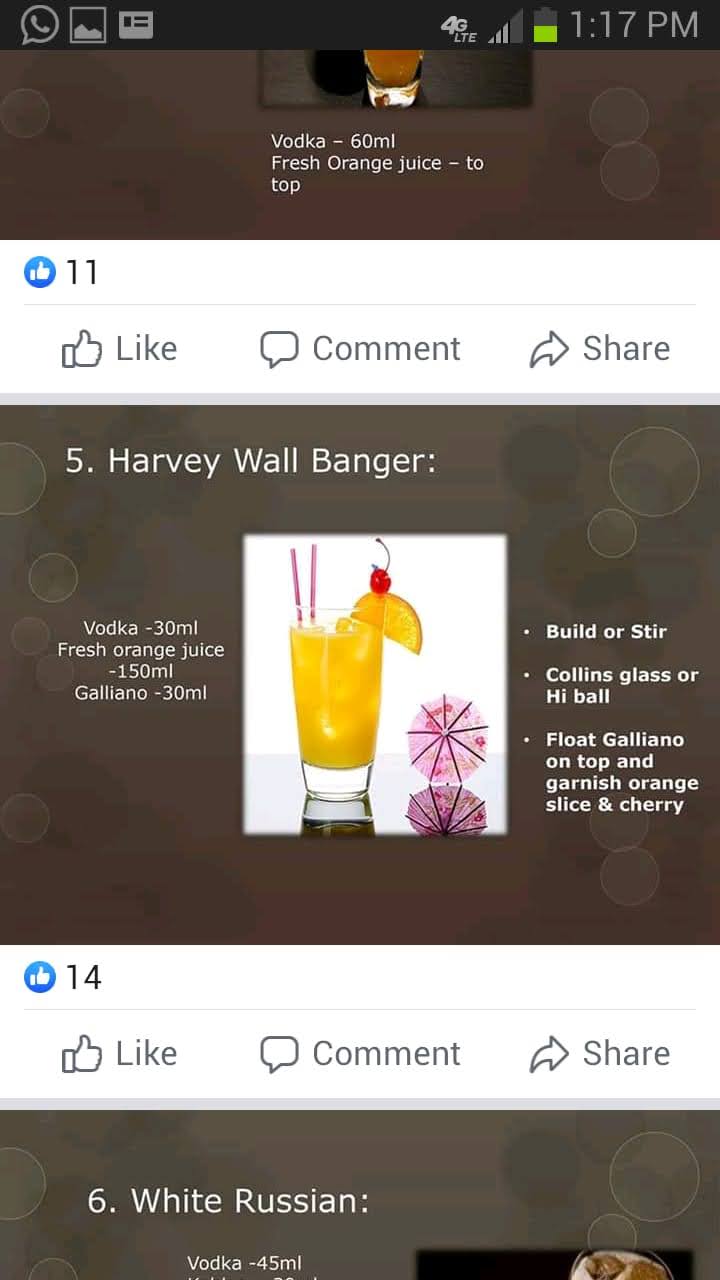 4G LTE 1:17 PM
Vodka – 60ml
Fresh Orange juice – to
top
11
Like Comment Share
5. Harvey Wall Banger:
Vodka -30ml
Fresh orange juice
-150ml
Galliano -30ml
• Build or Stir
• Collins glass or
Hi ball
• Float Galliano
on top and
garnish orange
slice & cherry
14
Like Comment Share
6. White Russian:
Vodka -45ml